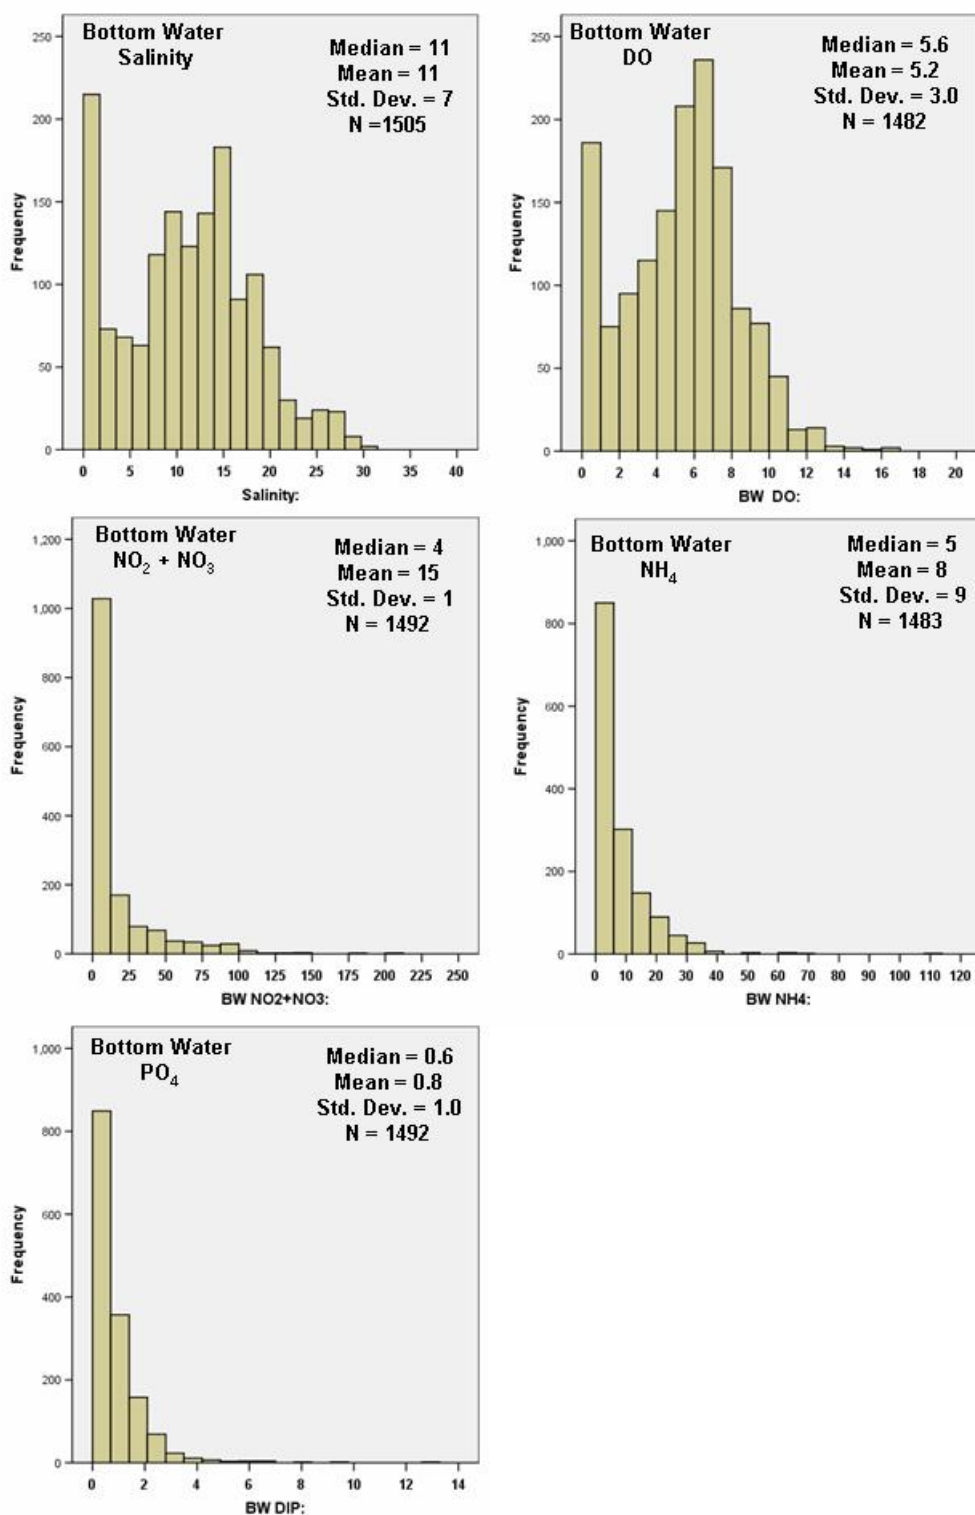 Bottom Water
Salinity
Median = 11
Mean = 11
Std. Dev. = 7
N =1505
250
200
150
100
50
0
Frequency
0 5 10 15 20 25 30 35 40
Salinity:
Bottom Water
DO
Median = 5.6
Mean = 5.2
Std. Dev. = 3.0
N = 1482
250
200
150
100
50
0
Frequency
0 2 4 6 8 10 12 14 16 18 20
BW DO:
Bottom Water
NO₂ + NO₃
Median = 4
Mean = 15
Std. Dev. = 1
N = 1492
1,200
1,000
800
600
400
200
0
Frequency
0 25 50 75 100 125 150 175 200 225 250
BW NO2+NO3:
Bottom Water
NH₄
Median = 5
Mean = 8
Std. Dev. = 9
N = 1483
1,000
800
600
400
200
0
Frequency
0 10 20 30 40 50 60 70 80 90 100 110 120
BW NH4:
Bottom Water
PO₄
Median = 0.6
Mean = 0.8
Std. Dev. = 1.0
N = 1492
1,000
800
600
400
200
0
Frequency
0 2 4 6 8 10 12 14
BW DIP: